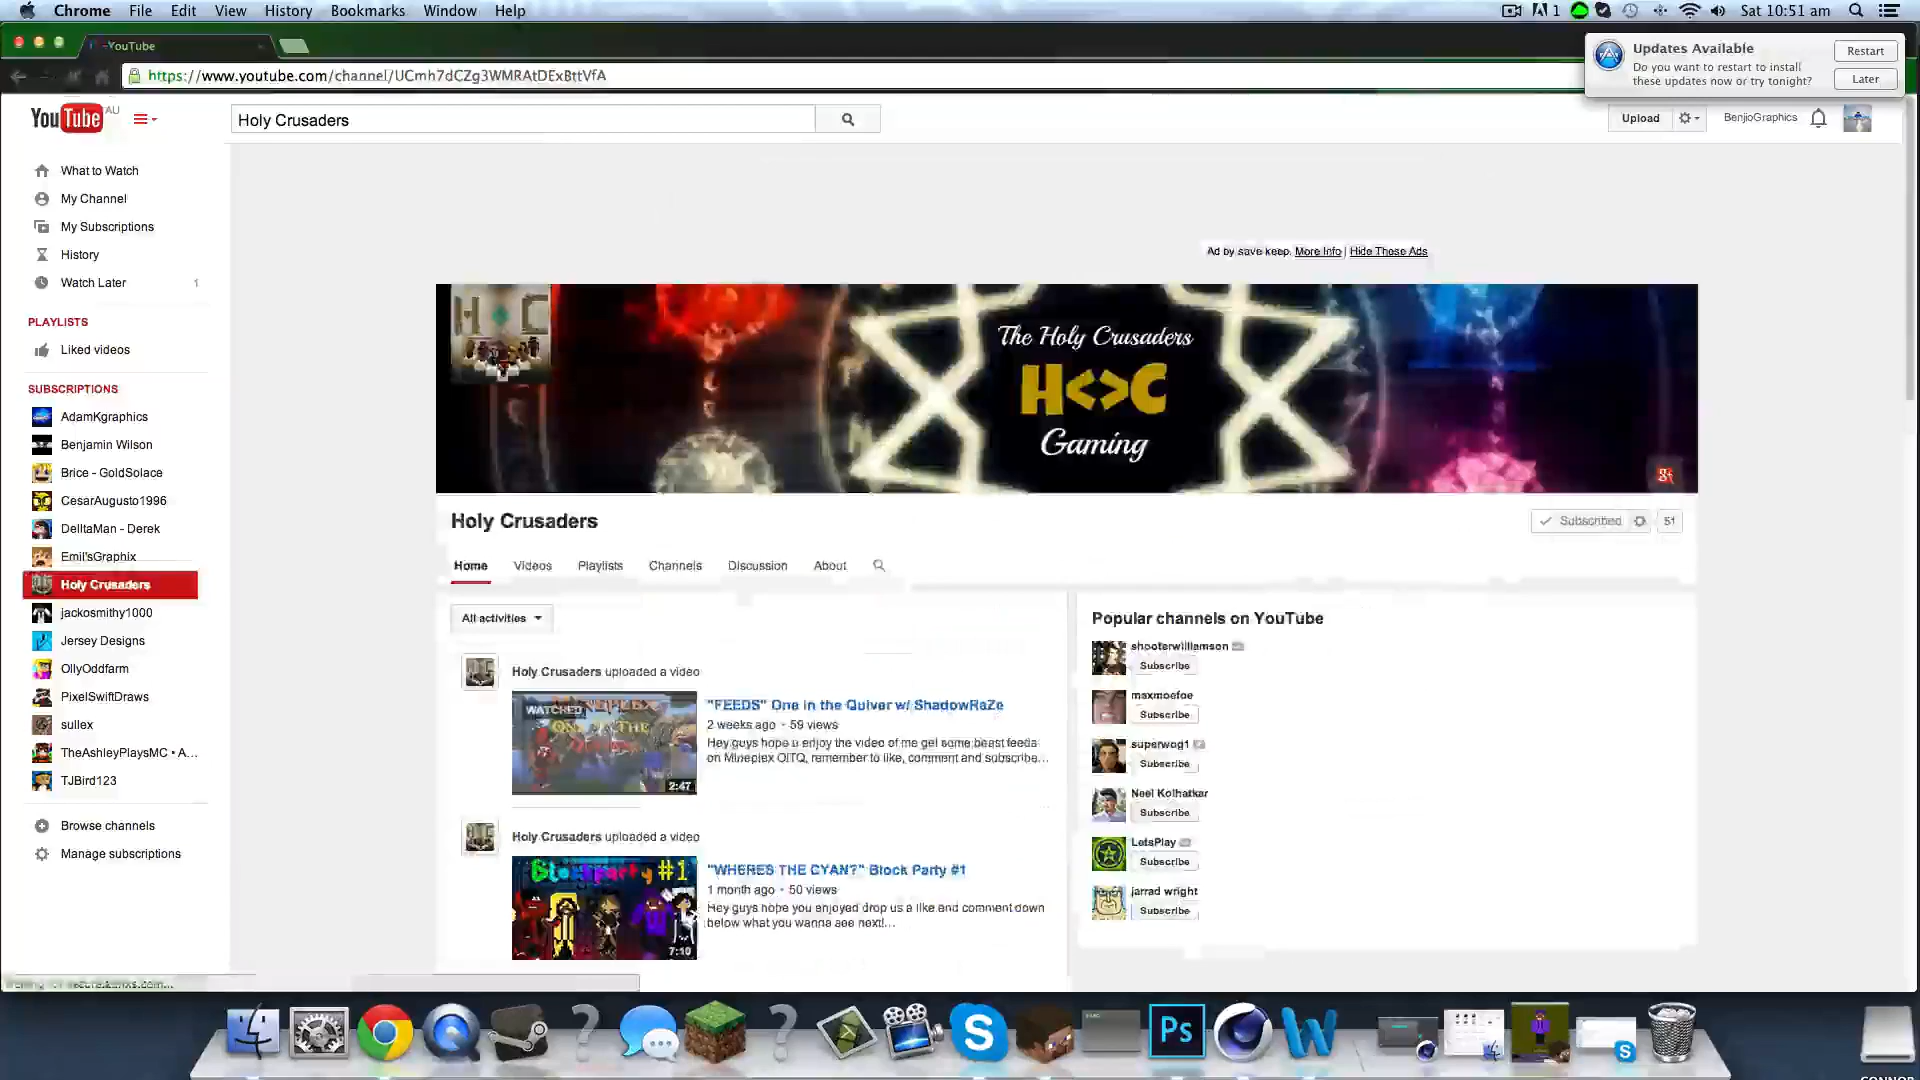 Chrome File Edit View History Bookmarks Window Help
1 Sat 10:51 am
YouTube
https://www.youtube.com/channel/UCmh7dCZg3WMRAtDExBttVfA
Updates Available
Do you want to restart to install
these updates now or try tonight?
Restart
Later
YouTube AU
Holy Crusaders
Upload
BenjioGraphics
What to Watch
My Channel
My Subscriptions
History
Watch Later 1
PLAYLISTS
Liked videos
SUBSCRIPTIONS
AdamKgraphics
Benjamin Wilson
Brice - GoldSolace
CesarAugusto1996
DelltaMan - Derek
Emil'sGraphix
Holy Crusaders
jackosmithy1000
Jersey Designs
OllyOddfarm
PixelSwiftDraws
sullex
TheAshleyPlaysMC • A...
TJBird123
Browse channels
Manage subscriptions
Ad by save keep. More Info | Hide These Ads
The Holy Crusaders
H<>C
Gaming
Holy Crusaders
Subscribed 51
Home Videos Playlists Channels Discussion About
All activities
Holy Crusaders uploaded a video
WATCHED
ONE IN THE
2:47
"FEEDS" One in the Quiver w/ ShadowRaZe
2 weeks ago • 59 views
Hey guys hope u enjoy the video of me get some beast feeds
on Mineplex OITQ, remember to like, comment and subscribe...
Holy Crusaders uploaded a video
Blockparty #1
7:10
"WHERES THE CYAN?" Block Party #1
1 month ago • 50 views
Hey guys hope you enjoyed drop us a like and comment down
below what you wanna see next!...
Popular channels on YouTube
shooterwilliamson
Subscribe
maxmoefoe
Subscribe
superwog1
Subscribe
Neel Kolhatkar
Subscribe
LetsPlay
Subscribe
jarrad wright
Subscribe
Ps
CONNOR